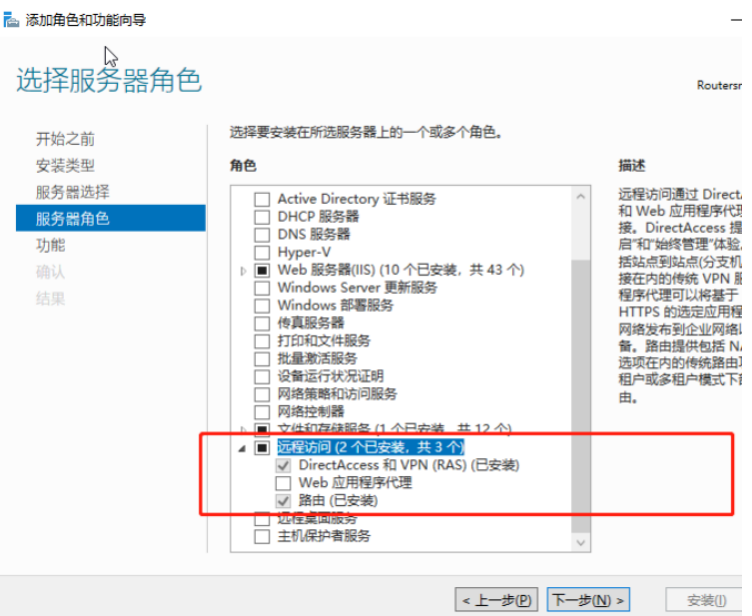 添加角色和功能向导
选择服务器角色
Routersr
开始之前
安装类型
服务器选择
服务器角色
功能
确认
结果
选择要安装在所选服务器上的一个或多个角色。
角色
Active Directory 证书服务
DHCP 服务器
DNS 服务器
Hyper-V
Web 服务器(IIS) (10 个已安装，共 43 个)
Windows Server 更新服务
Windows 部署服务
传真服务器
打印和文件服务
批量激活服务
设备运行状况证明
网络策略和访问服务
网络控制器
文件和存储服务 (1 个已安装，共 12 个)
远程访问 (2 个已安装，共 3 个)
DirectAccess 和 VPN (RAS) (已安装)
Web 应用程序代理
路由 (已安装)
远程桌面服务
主机保护者服务
描述
远程访问通过 DirectA
和 Web 应用程序代理
接。DirectAccess 提
启"和"始终管理"体验。
括站点到站点(分支机
接在内的传统 VPN 服
程序代理可以将基于
HTTPS 的选定应用程
网络发布到企业网络以
备。路由提供包括 NA
选项在内的传统路由功
租户或多租户模式下部
由。
< 上一步(P)
下一步(N) >
安装(I)